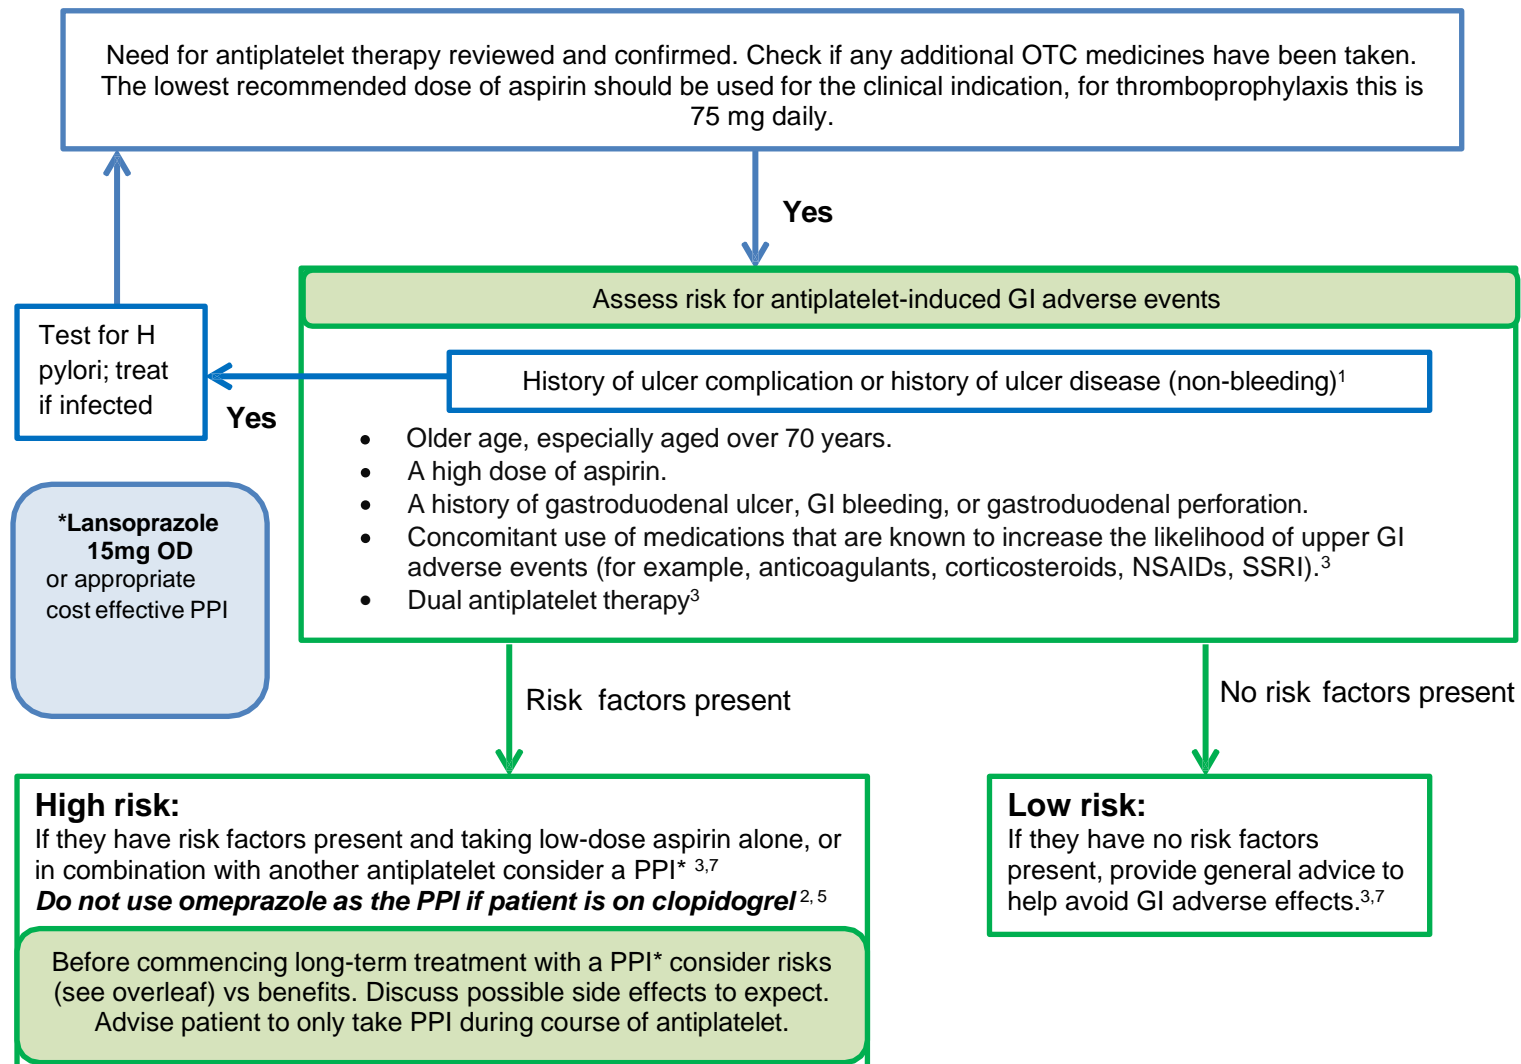 Need for antiplatelet therapy reviewed and confirmed. Check if any additional OTC medicines have been taken.
The lowest recommended dose of aspirin should be used for the clinical indication, for thromboprophylaxis this is
75 mg daily.
Yes
Assess risk for antiplatelet-induced GI adverse events
Test for H
pylori; treat
if infected
History of ulcer complication or history of ulcer disease (non-bleeding)1
Yes
• Older age, especially aged over 70 years.
• A high dose of aspirin.
• A history of gastroduodenal ulcer, GI bleeding, or gastroduodenal perforation.
• Concomitant use of medications that are known to increase the likelihood of upper GI
adverse events (for example, anticoagulants, corticosteroids, NSAIDs, SSRI).3
• Dual antiplatelet therapy3
*Lansoprazole
15mg OD
or appropriate
cost effective PPI
Risk factors present
No risk factors present
High risk:
If they have risk factors present and taking low-dose aspirin alone, or
in combination with another antiplatelet consider a PPI* 3,7
Do not use omeprazole as the PPI if patient is on clopidogrel 2, 5
Before commencing long-term treatment with a PPI* consider risks
(see overleaf) vs benefits. Discuss possible side effects to expect.
Advise patient to only take PPI during course of antiplatelet.
Low risk:
If they have no risk factors
present, provide general advice to
help avoid GI adverse effects.3,7